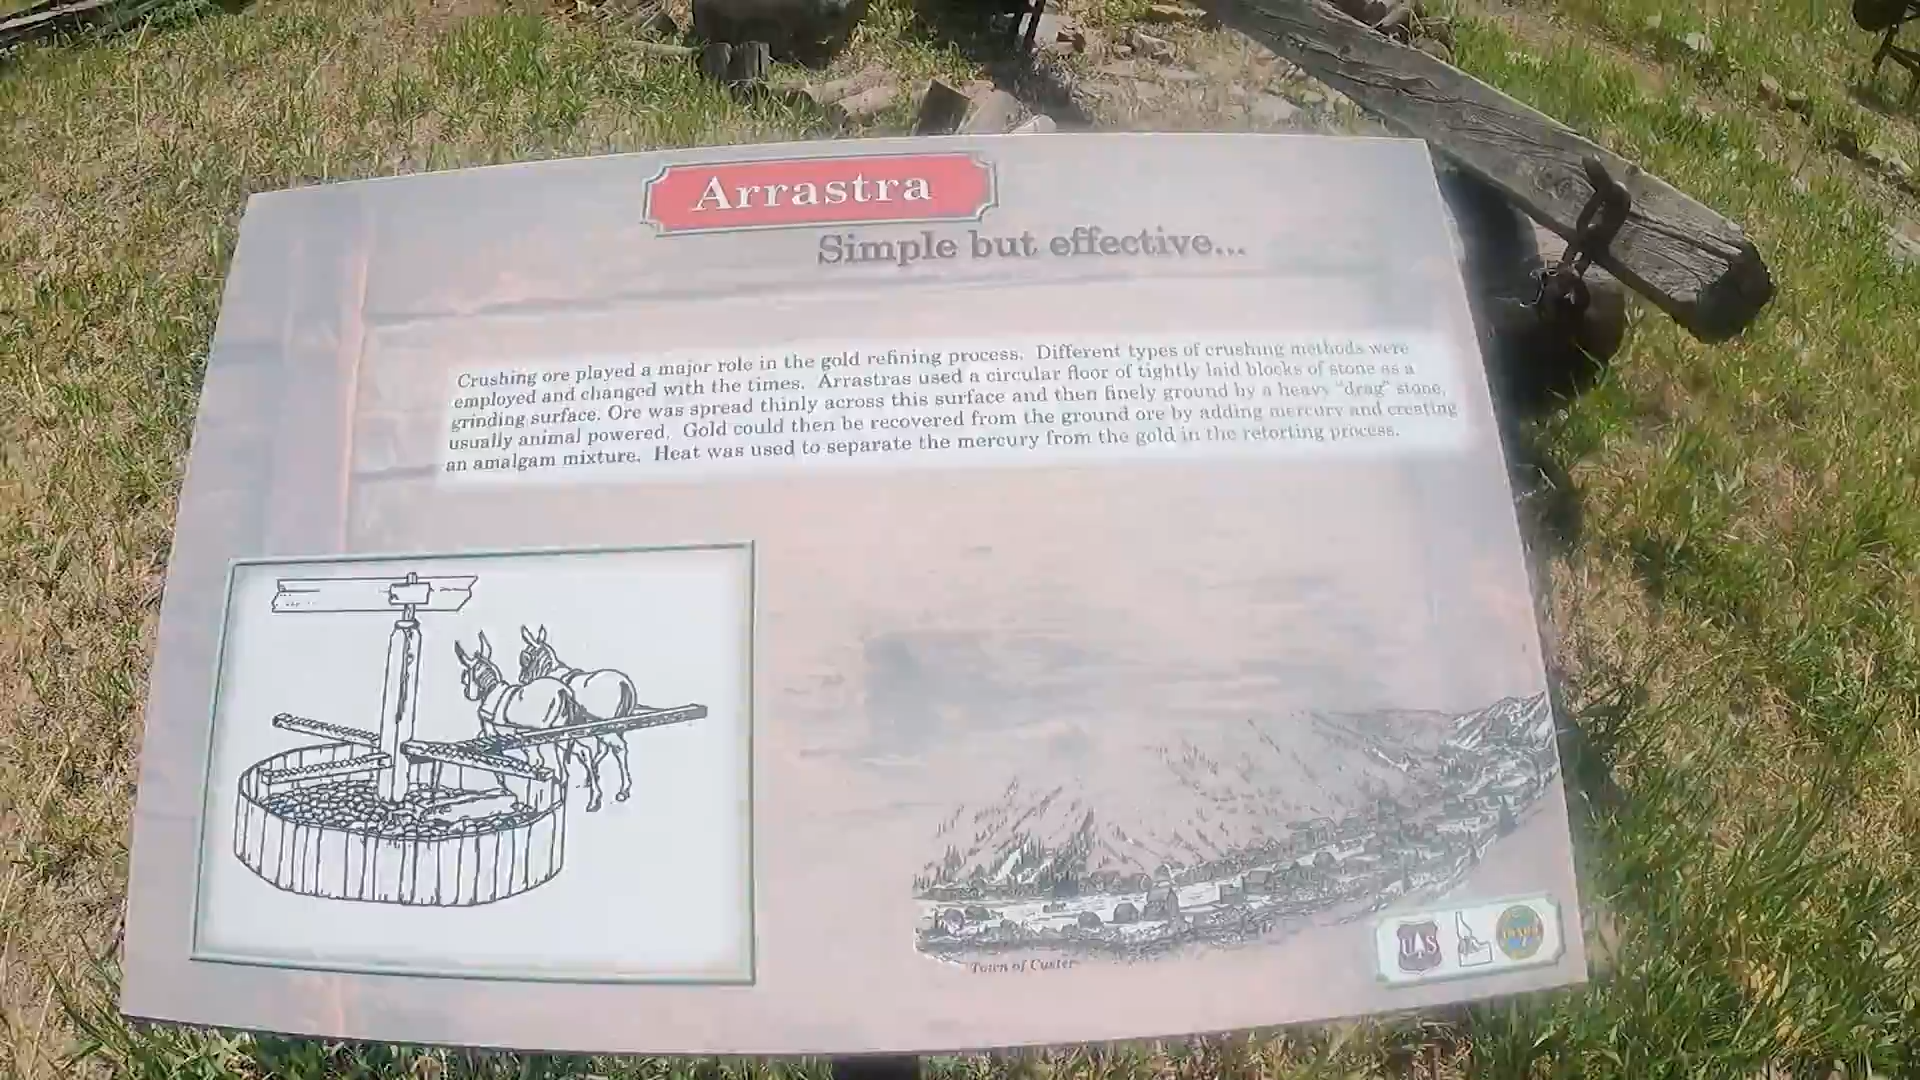 Arrastra
Simple but effective...
Crushing ore played a major role in the gold refining process. Different types of crushing methods were
employed and changed with the times. Arrastras used a circular floor of tightly laid blocks of stone as a
grinding surface. Ore was spread thinly across this surface and then finely ground by a heavy "drag" stone,
usually animal powered. Gold could then be recovered from the ground ore by adding mercury and creating
an amalgam mixture. Heat was used to separate the mercury from the gold in the retorting process.
Town of Custer
UAS